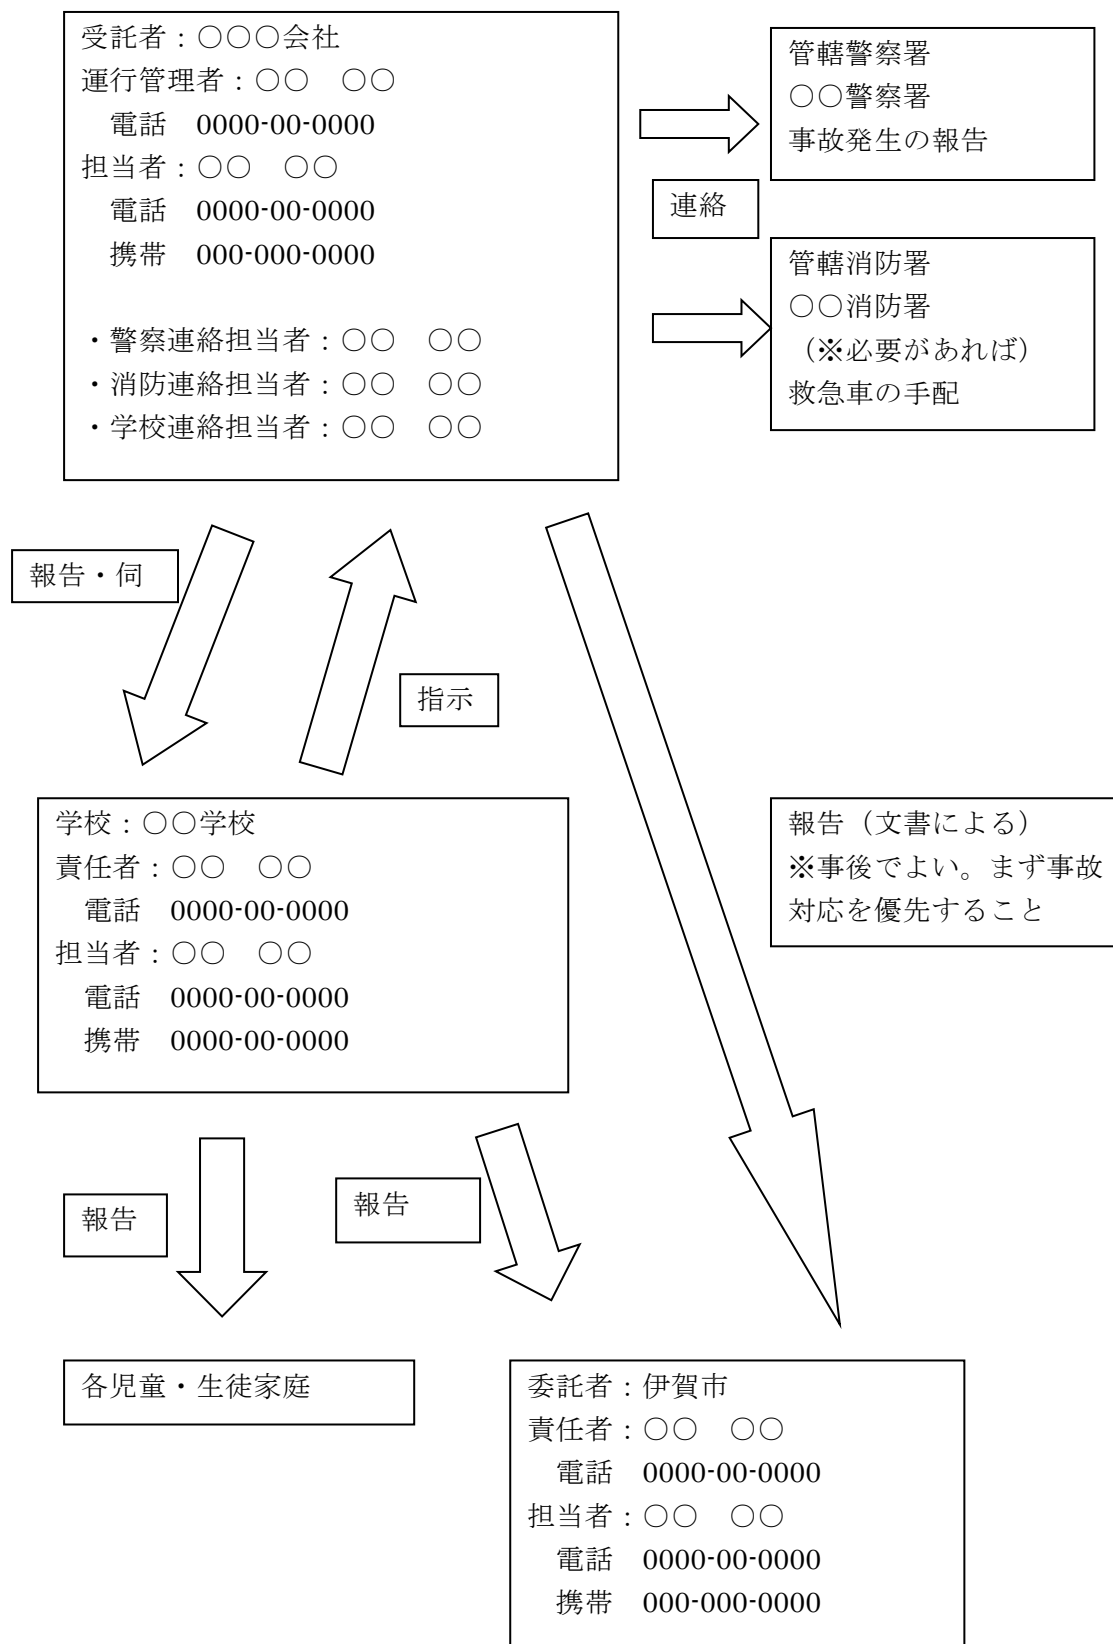 受託者：○○○会社
運行管理者：○○　○○
　電話　0000-00-0000
担当者：○○　○○
　電話　0000-00-0000
　携帯　000-000-0000
・警察連絡担当者：○○　○○
・消防連絡担当者：○○　○○
・学校連絡担当者：○○　○○
管轄警察署
○○警察署
事故発生の報告
連絡
管轄消防署
○○消防署
（※必要があれば）
救急車の手配
報告・伺
指示
学校：○○学校
責任者：○○　○○
　電話　0000-00-0000
担当者：○○　○○
　電話　0000-00-0000
　携帯　0000-00-0000
報告（文書による）
※事後でよい。まず事故
対応を優先すること
報告
報告
各児童・生徒家庭
委託者：伊賀市
責任者：○○　○○
　電話　0000-00-0000
担当者：○○　○○
　電話　0000-00-0000
　携帯　000-000-0000